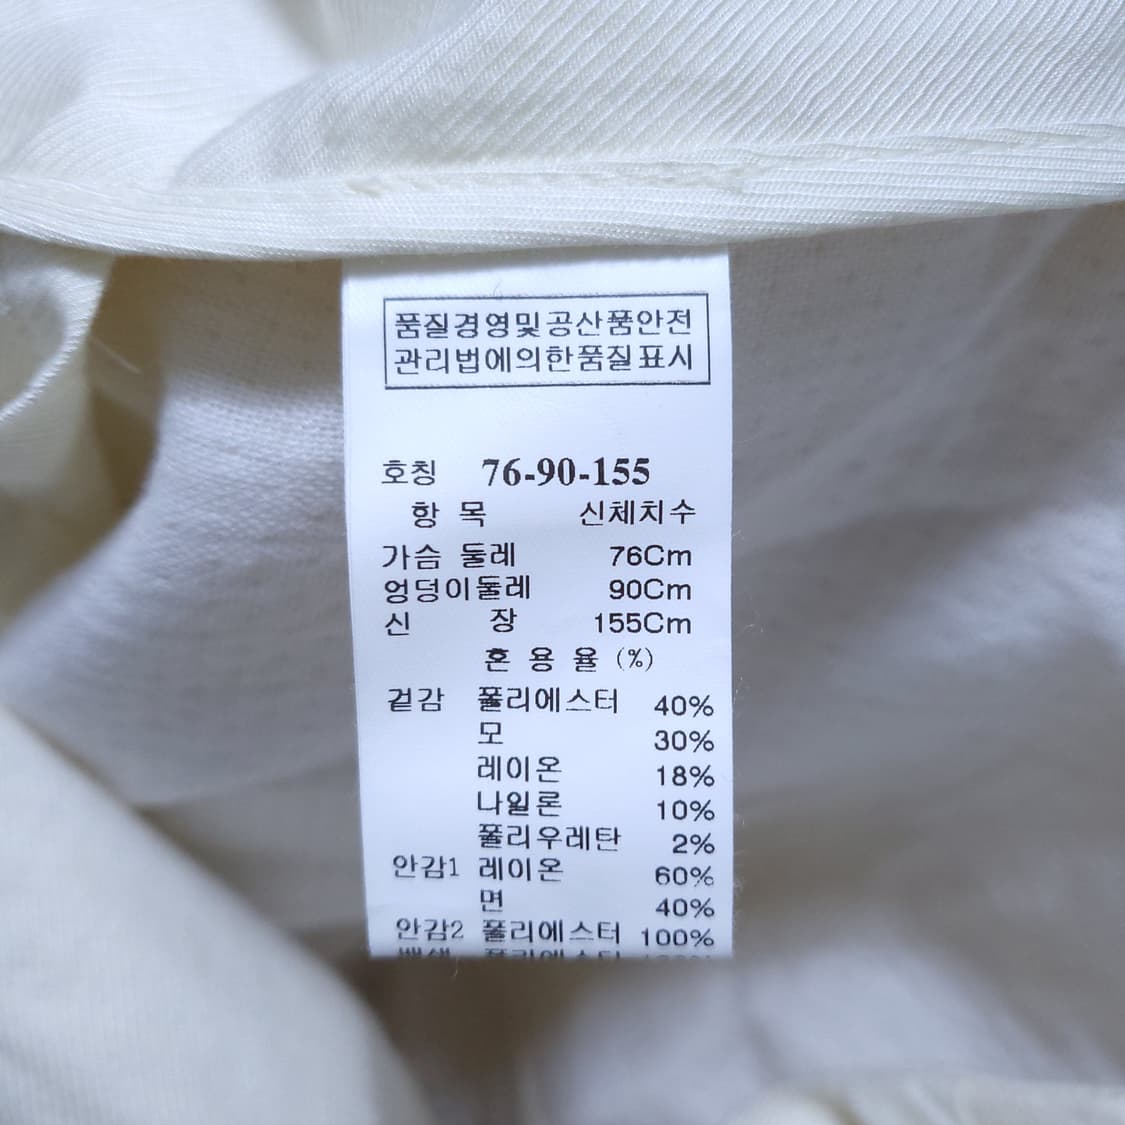 품질경영및공산품안전
관리법에의한품질표시
호칭 76-90-155
항 목 신체치수
가슴 둘레 76Cm
엉덩이둘레 90Cm
신 장 155Cm
혼 용 율 (%)
겉감 폴리에스터 40%
모 30%
레이온 18%
나일론 10%
폴리우레탄 2%
안감1 레이온 60%
면 40%
안감2 폴리에스터 100%